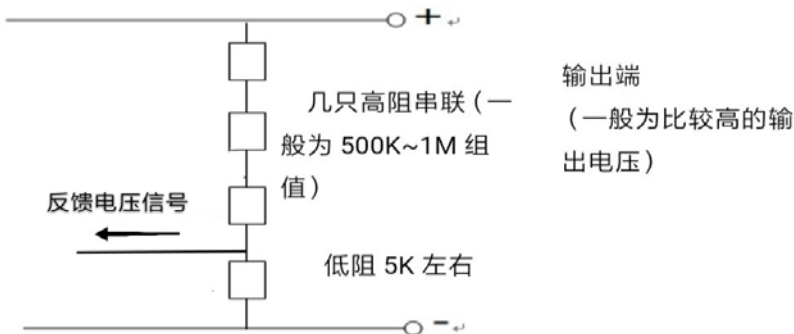 +
几只高阻串联（一
般为 500K~1M 组
值）
输出端
（一般为比较高的输
出电压）
反馈电压信号
低阻 5K 左右
-